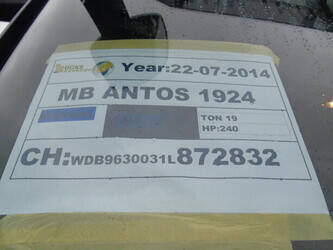 Year:22-07-2014
MB ANTOS 1924
TON 19
HP:240
CH:WDB9630031L872832